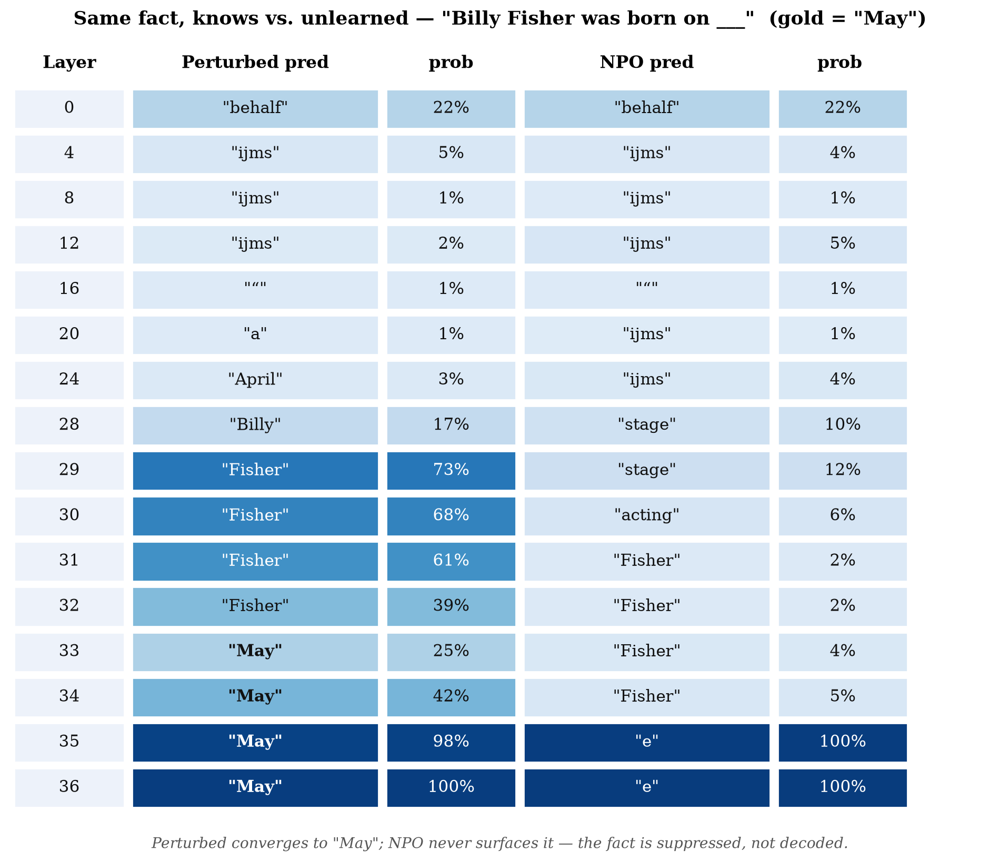 Same fact, knows vs. unlearned — "Billy Fisher was born on ___" (gold = "May")
Layer Perturbed pred prob NPO pred prob
0 "behalf" 22% "behalf" 22%
4 "ijms" 5% "ijms" 4%
8 "ijms" 1% "ijms" 1%
12 "ijms" 2% "ijms" 5%
16 "“" 1% "“" 1%
20 "a" 1% "ijms" 1%
24 "April" 3% "ijms" 4%
28 "Billy" 17% "stage" 10%
29 "Fisher" 73% "stage" 12%
30 "Fisher" 68% "acting" 6%
31 "Fisher" 61% "Fisher" 2%
32 "Fisher" 39% "Fisher" 2%
33 "May" 25% "Fisher" 4%
34 "May" 42% "Fisher" 5%
35 "May" 98% "e" 100%
36 "May" 100% "e" 100%
Perturbed converges to "May"; NPO never surfaces it — the fact is suppressed, not decoded.